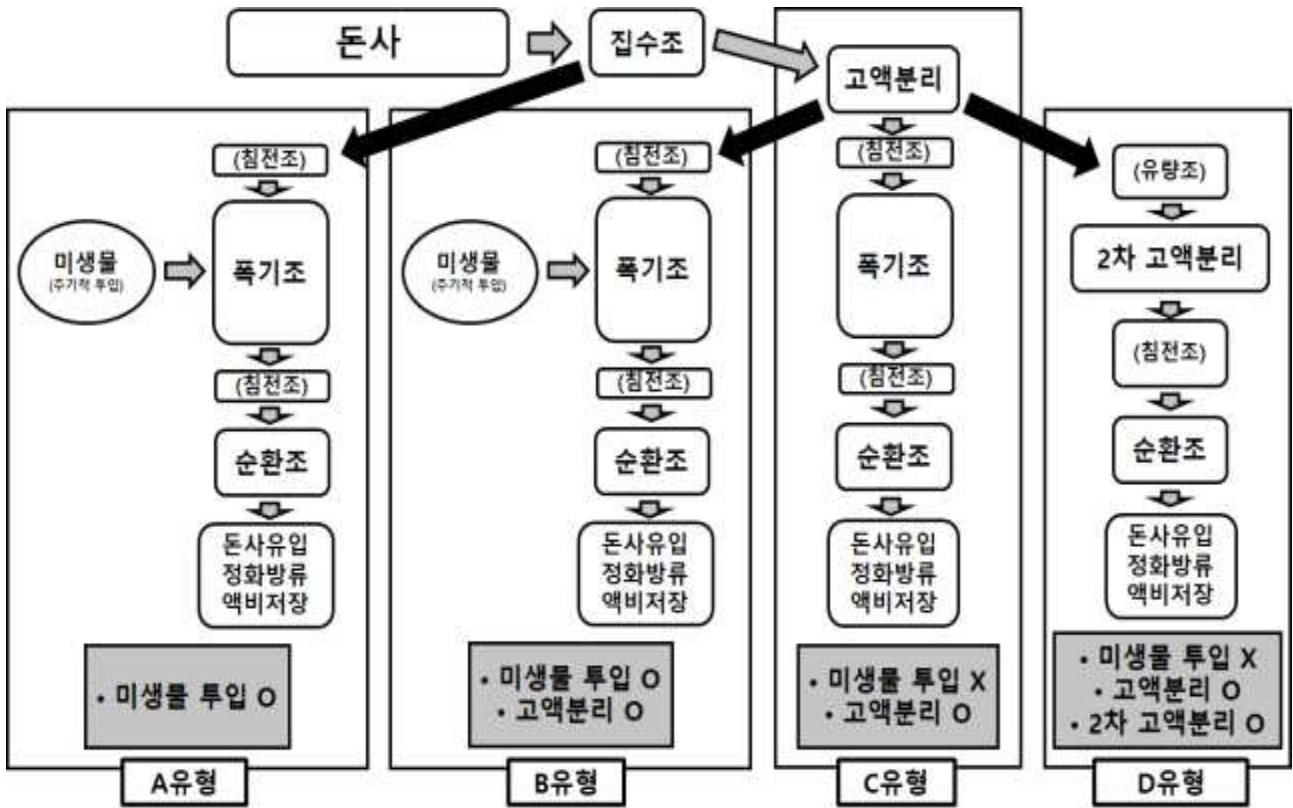 돈사
집수조
고액분리
(침전조)
미생물
(주기적 투입)
폭기조
(침전조)
순환조
돈사유입
정화방류
액비저장
• 미생물 투입 O
A유형
(침전조)
미생물
(주기적 투입)
폭기조
(침전조)
순환조
돈사유입
정화방류
액비저장
• 미생물 투입 O
• 고액분리 O
B유형
(침전조)
폭기조
(침전조)
순환조
돈사유입
정화방류
액비저장
• 미생물 투입 X
• 고액분리 O
C유형
(유량조)
2차 고액분리
(침전조)
순환조
돈사유입
정화방류
액비저장
• 미생물 투입 X
• 고액분리 O
• 2차 고액분리 O
D유형